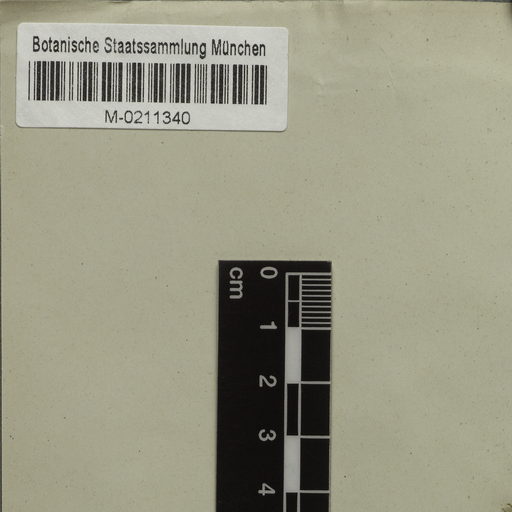 Botanische Staatssammlung München
M-0211340
cm
0
1
2
3
4